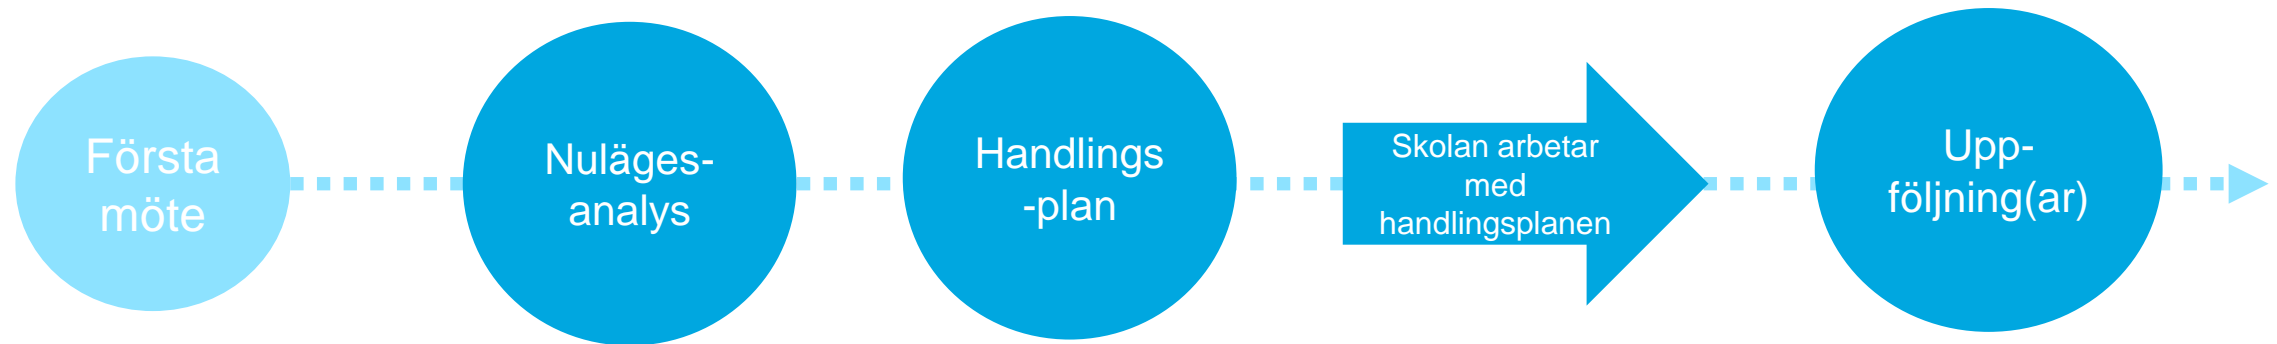 Första
möte
Nuläges-
analys
Handlings
-plan
Skolan arbetar
med
handlingsplanen
Upp-
följning(ar)